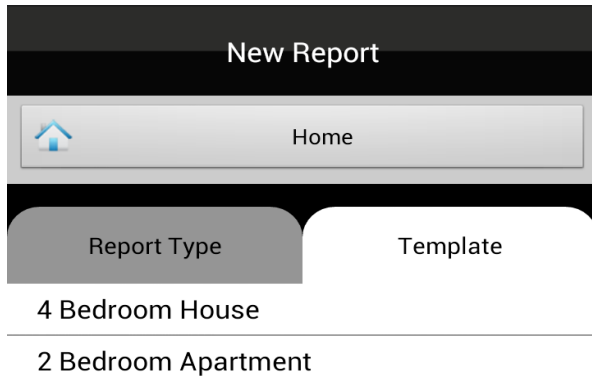 New Report
Home
Report Type
Template
4 Bedroom House
2 Bedroom Apartment